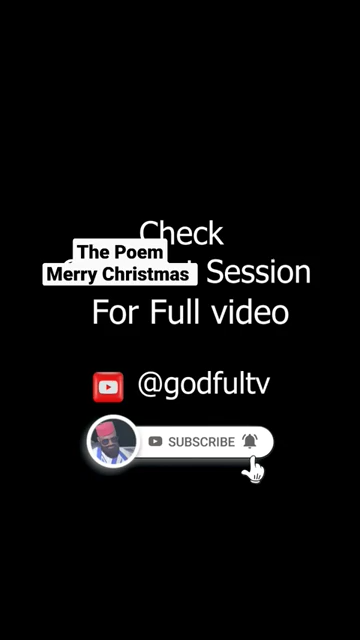 Check
The Poem
Merry Christmas
Session
For Full video
@godfultv
SUBSCRIBE